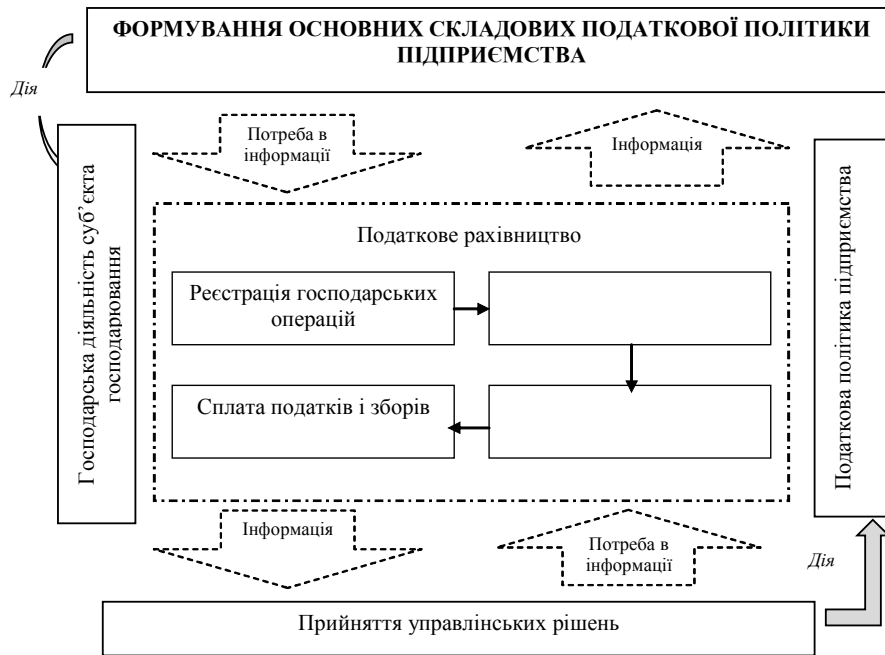 ФОРМУВАННЯ ОСНОВНИХ СКЛАДОВИХ ПОДАТКОВОЇ ПОЛІТИКИ
ПІДПРИЄМСТВА
Дія
Потреба в
інформації
Інформація
Господарська діяльність суб’єкта
господарювання
Податкова політика підприємства
Податкове рахівництво
Реєстрація господарських
операцій
Сплата податків і зборів
Інформація
Потреба в
інформації
Дія
Прийняття управлінських рішень